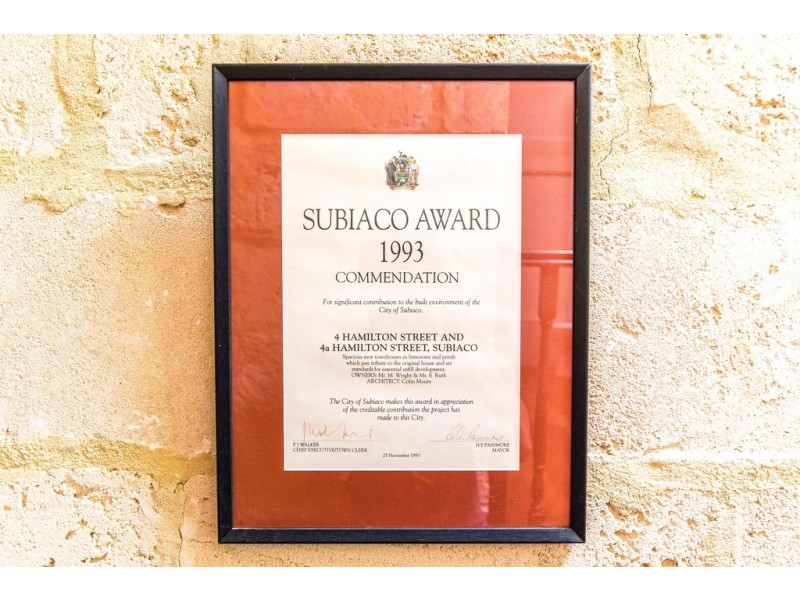 SUBIACO AWARD
1993
COMMENDATION
For significant contribution to the built environment of the
City of Subiaco.
4 HAMILTON STREET AND
4a HAMILTON STREET, SUBIACO
Spacious new townhouses in limestone and jarrah
which pay tribute to the original house and set
standards for essential infill development.
OWNERS: Mr. M. Wright & Ms. E. Ruth
ARCHITECT: Colin Moore
The City of Subiaco makes this award in appreciation
of the creditable contribution the project has
made to this City.
P J WALKER
CHIEF EXECUTIVE/TOWN CLERK
H E PASSMORE
MAYOR
23 November 1993